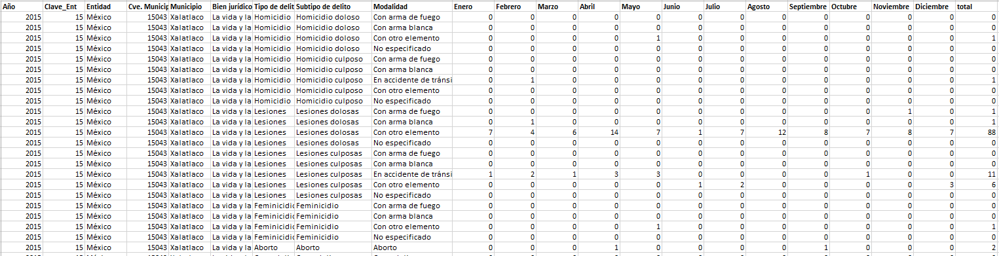 Año Clave_Ent Entidad Cve. Municip Municipio Bien jurídico Tipo de delit Subtipo de delito Modalidad Enero Febrero Marzo Abril Mayo Junio Julio Agosto Septiembre Octubre Noviembre Diciembre total
2015 15 México 15043 Xalatlaco La vida y la Homicidio Homicidio doloso Con arma de fuego 0 0 0 0 0 0 0 0 0 0 0 0 0
2015 15 México 15043 Xalatlaco La vida y la Homicidio Homicidio doloso Con arma blanca 0 0 0 0 0 0 0 0 0 0 0 0 0
2015 15 México 15043 Xalatlaco La vida y la Homicidio Homicidio doloso Con otro elemento 0 0 0 0 1 0 0 0 0 0 0 0 1
2015 15 México 15043 Xalatlaco La vida y la Homicidio Homicidio doloso No especificado 0 0 0 0 0 0 0 0 0 0 0 0 0
2015 15 México 15043 Xalatlaco La vida y la Homicidio Homicidio culposo Con arma de fuego 0 0 0 0 0 0 0 0 0 0 0 0 0
2015 15 México 15043 Xalatlaco La vida y la Homicidio Homicidio culposo Con arma blanca 0 0 0 0 0 0 0 0 0 0 0 0 0
2015 15 México 15043 Xalatlaco La vida y la Homicidio Homicidio culposo En accidente de tránsi 0 1 0 0 0 0 0 0 0 0 0 0 1
2015 15 México 15043 Xalatlaco La vida y la Homicidio Homicidio culposo Con otro elemento 0 0 0 0 0 0 0 0 0 0 0 0 0
2015 15 México 15043 Xalatlaco La vida y la Homicidio Homicidio culposo No especificado 0 0 0 0 0 0 0 0 0 0 0 0 0
2015 15 México 15043 Xalatlaco La vida y la Lesiones Lesiones dolosas Con arma de fuego 0 0 0 0 0 0 0 0 0 0 1 0 1
2015 15 México 15043 Xalatlaco La vida y la Lesiones Lesiones dolosas Con arma blanca 0 1 0 0 0 0 0 0 0 0 0 0 1
2015 15 México 15043 Xalatlaco La vida y la Lesiones Lesiones dolosas Con otro elemento 7 4 6 14 7 1 7 12 8 7 8 7 88
2015 15 México 15043 Xalatlaco La vida y la Lesiones Lesiones dolosas No especificado 0 0 0 0 0 0 0 0 0 0 0 0 0
2015 15 México 15043 Xalatlaco La vida y la Lesiones Lesiones culposas Con arma de fuego 0 0 0 0 0 0 0 0 0 0 0 0 0
2015 15 México 15043 Xalatlaco La vida y la Lesiones Lesiones culposas Con arma blanca 0 0 0 0 0 0 0 0 0 0 0 0 0
2015 15 México 15043 Xalatlaco La vida y la Lesiones Lesiones culposas En accidente de tránsi 1 2 1 3 3 0 0 0 0 1 0 0 11
2015 15 México 15043 Xalatlaco La vida y la Lesiones Lesiones culposas Con otro elemento 0 0 0 0 0 1 2 0 0 0 0 3 6
2015 15 México 15043 Xalatlaco La vida y la Lesiones Lesiones culposas No especificado 0 0 0 0 0 0 0 0 0 0 0 0 0
2015 15 México 15043 Xalatlaco La vida y la Feminicidio Feminicidio Con arma de fuego 0 0 0 0 0 0 0 0 0 0 0 0 0
2015 15 México 15043 Xalatlaco La vida y la Feminicidio Feminicidio Con arma blanca 0 0 0 0 0 0 0 0 0 0 0 0 0
2015 15 México 15043 Xalatlaco La vida y la Feminicidio Feminicidio Con otro elemento 0 0 0 0 1 0 0 0 0 0 0 0 1
2015 15 México 15043 Xalatlaco La vida y la Feminicidio Feminicidio No especificado 0 0 0 0 0 0 0 0 0 0 0 0 0
2015 15 México 15043 Xalatlaco La vida y la Aborto Aborto Aborto 0 0 0 1 0 0 0 0 1 0 0 0 2